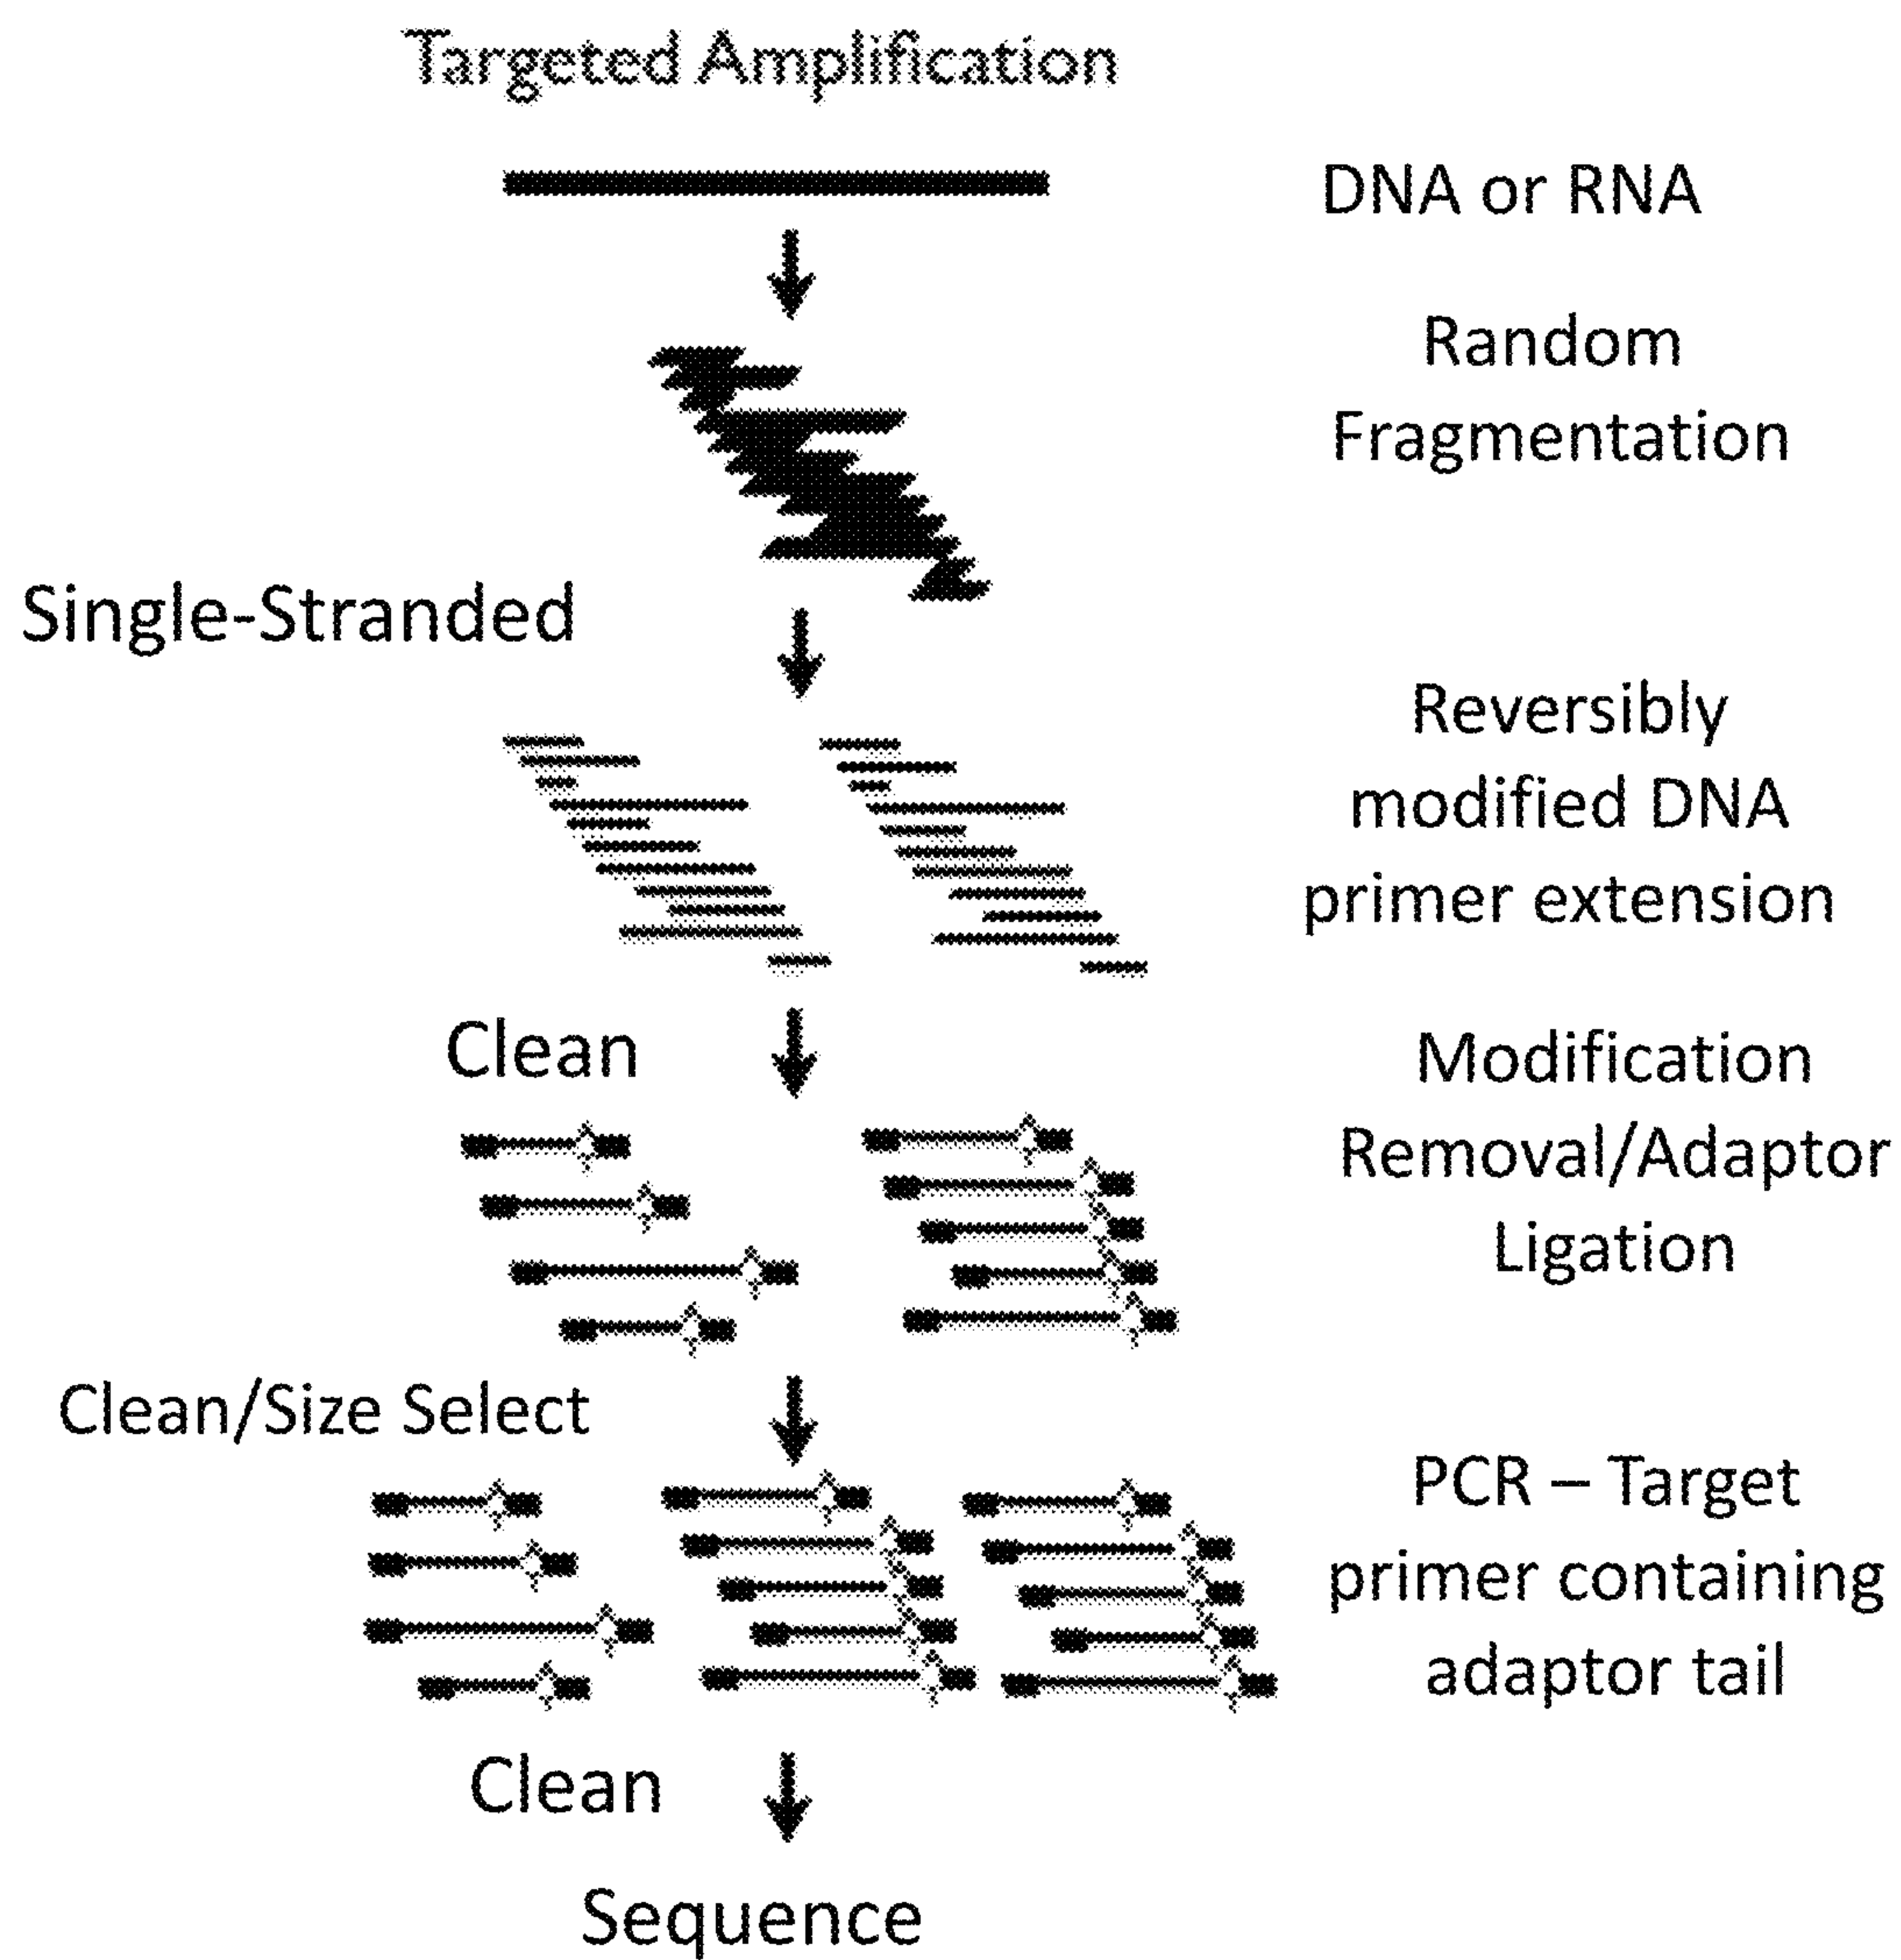 Targeted Amplification
DNA or RNA
Random
Fragmentation
Single-Stranded
Reversibly
modified DNA
primer extension
Clean
Modification
Removal/Adaptor
Ligation
Clean/Size Select
PCR – Target
primer containing
adaptor tail
Clean
Sequence